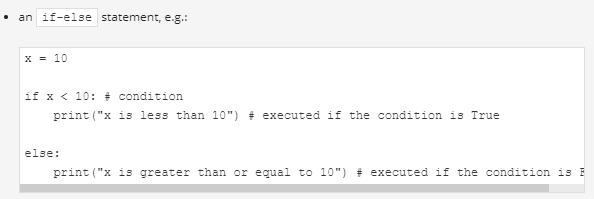 • an if-else statement, e.g.:
x = 10
if x < 10: # condition
    print("x is less than 10") # executed if the condition is True
else:
    print("x is greater than or equal to 10") # executed if the condition is